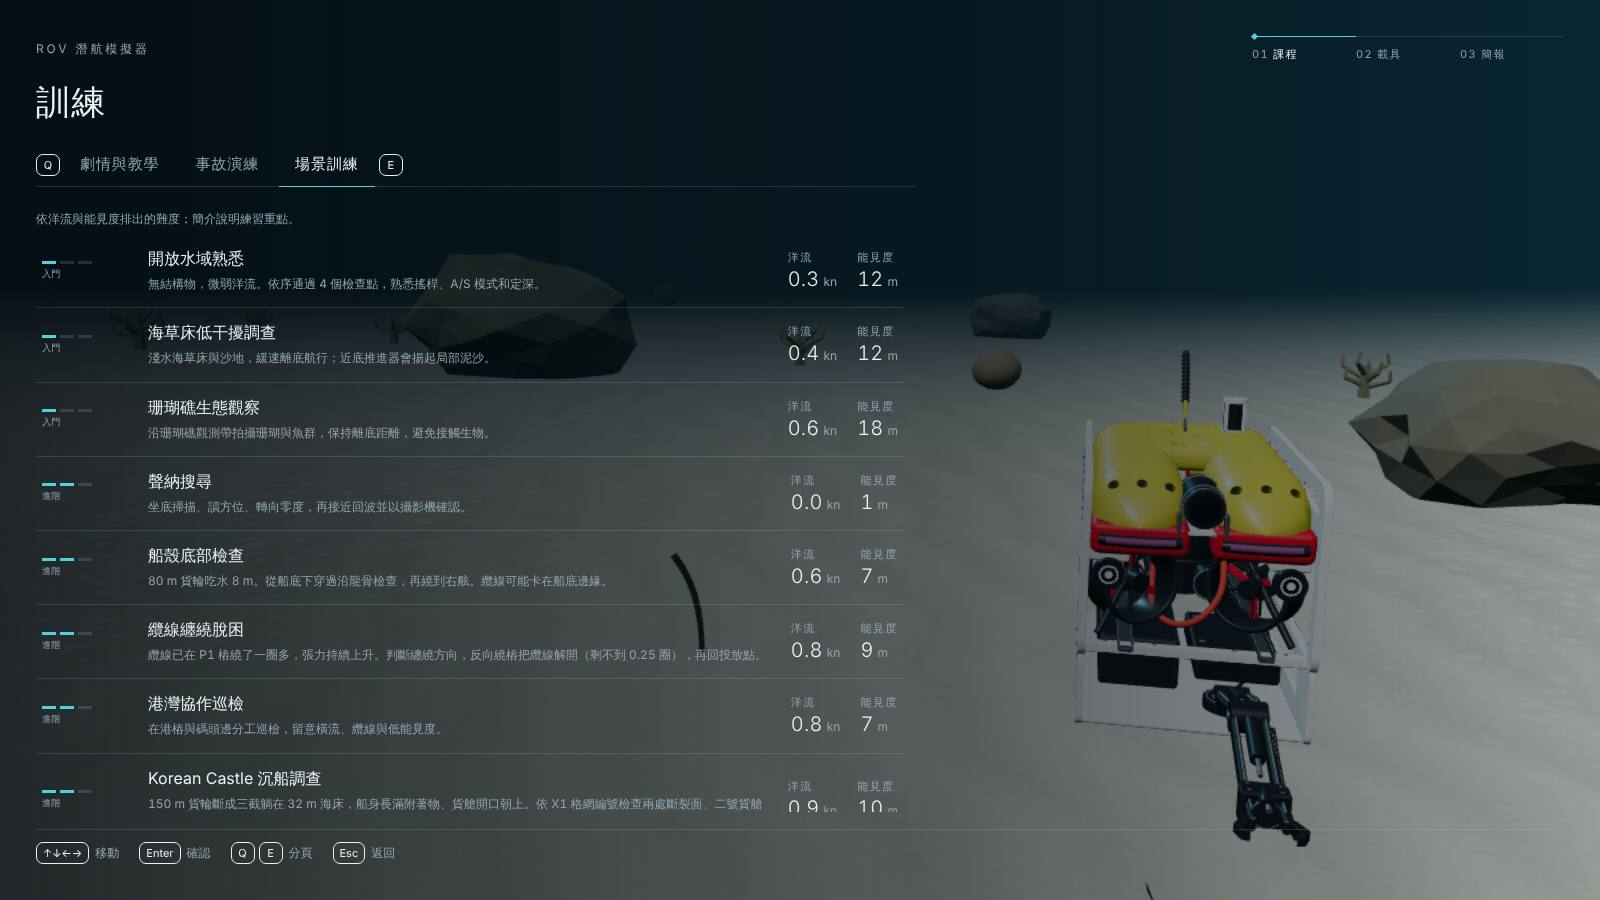 ROV 潛航模擬器
01 課程 02 載具 03 簡報
訓練
Q 劇情與教學 事故演練 場景訓練 E
依洋流與能見度排出的難度；簡介說明練習重點。
入門
開放水域熟悉
無結構物，微弱洋流。依序通過 4 個檢查點，熟悉搖桿、A/S 模式和定深。
洋流 能見度
0.3 kn 12 m
入門
海草床低干擾調查
淺水海草床與沙地，緩速離底航行；近底推進器會揚起局部泥沙。
洋流 能見度
0.4 kn 12 m
入門
珊瑚礁生態觀察
沿珊瑚礁觀測帶拍攝珊瑚與魚群，保持離底距離，避免接觸生物。
洋流 能見度
0.6 kn 18 m
進階
聲納搜尋
坐底掃描、讀方位、轉向零度，再接近回波並以攝影機確認。
洋流 能見度
0.0 kn 1 m
進階
船殼底部檢查
80 m 貨輪吃水 8 m。從船底下穿過沿龍骨檢查，再繞到右舷。纜線可能卡在船底邊緣。
洋流 能見度
0.6 kn 7 m
進階
纜線纏繞脫困
纜線已在 P1 樁繞了一圈多，張力持續上升。判斷纏繞方向，反向繞樁把纜線解開（剩不到 0.25 圈），再回投放點。
洋流 能見度
0.8 kn 9 m
進階
港灣協作巡檢
在港樁與碼頭邊分工巡檢，留意橫流、纜線與低能見度。
洋流 能見度
0.8 kn 7 m
進階
Korean Castle 沉船調查
150 m 貨輪斷成三截躺在 32 m 海床，船身長滿附著物、貨艙開口朝上。依 X1 格網編號檢查兩處斷裂面、二號貨艙
洋流 能見度
0.9 kn 10 m
↑↓←→ 移動 Enter 確認 Q E 分頁 Esc 返回